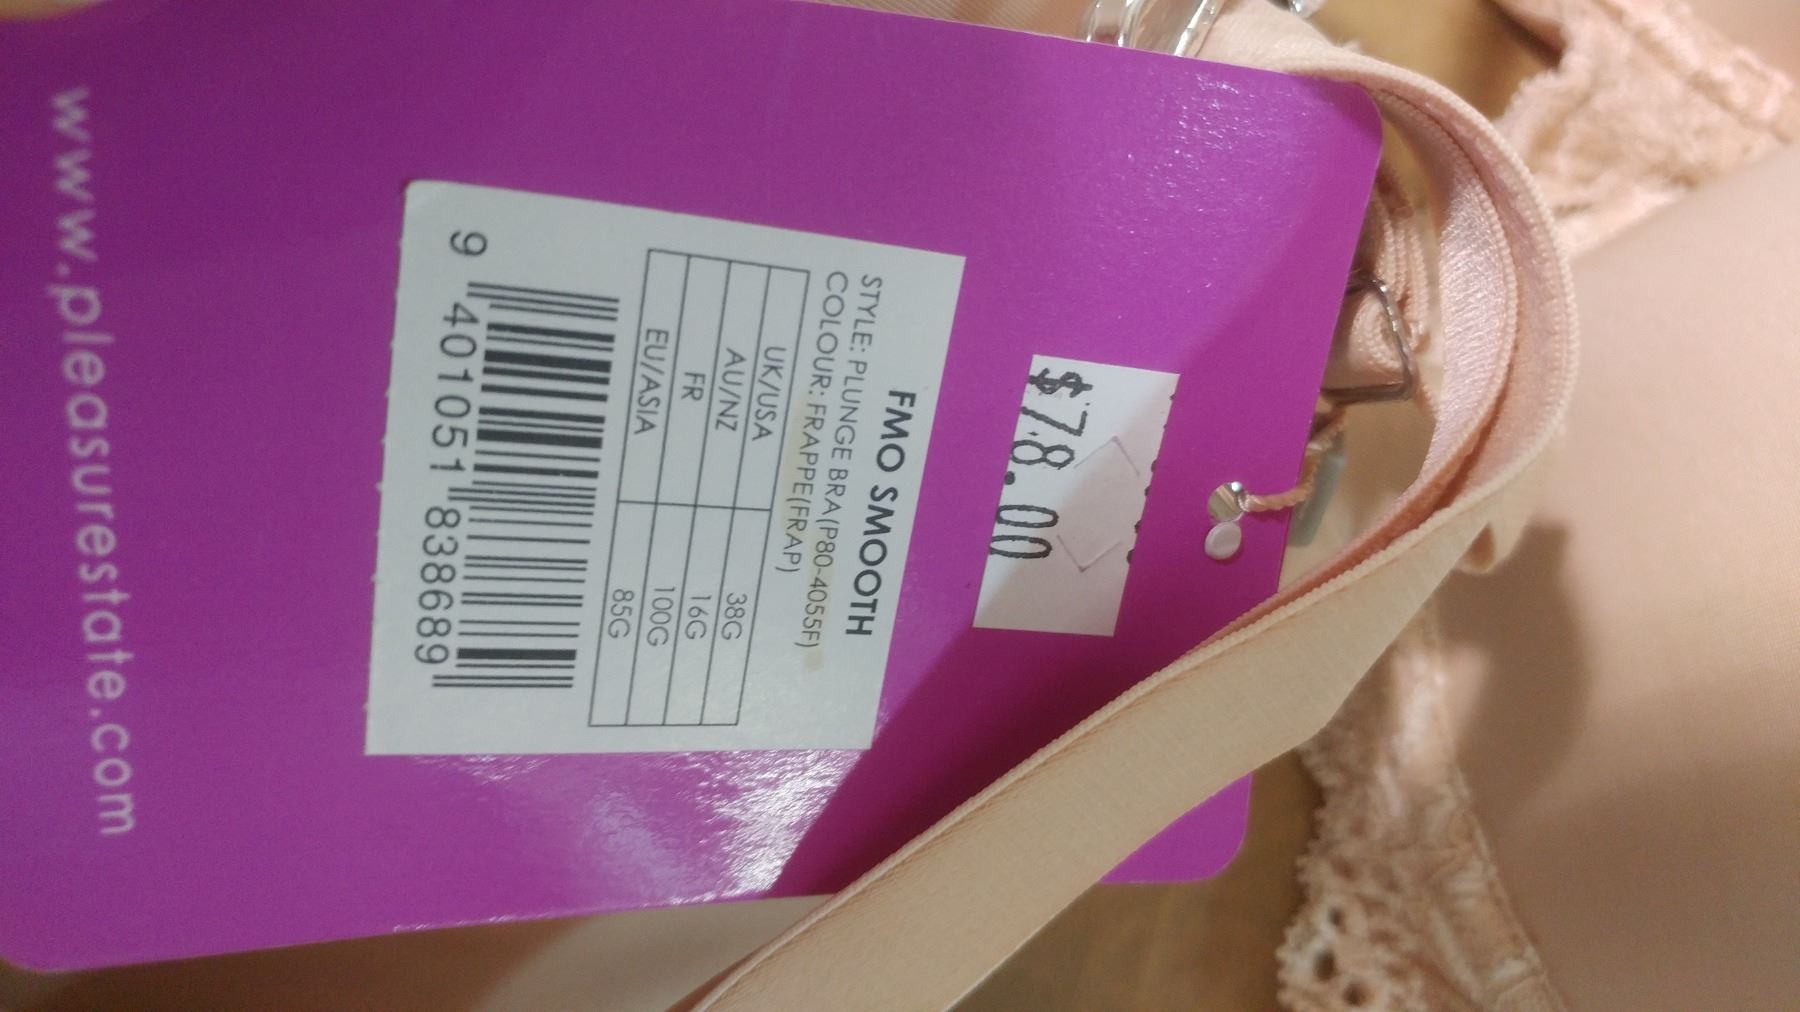 $78.00
FMO SMOOTH
STYLE: PLUNGE BRA(P80-4055F)
COLOUR: FRAPPE(FRAP)
UK/USA 38G
AU/NZ 16G
FR 100G
EU/ASIA 85G
9 401051 838689
www.pleasurestate.com